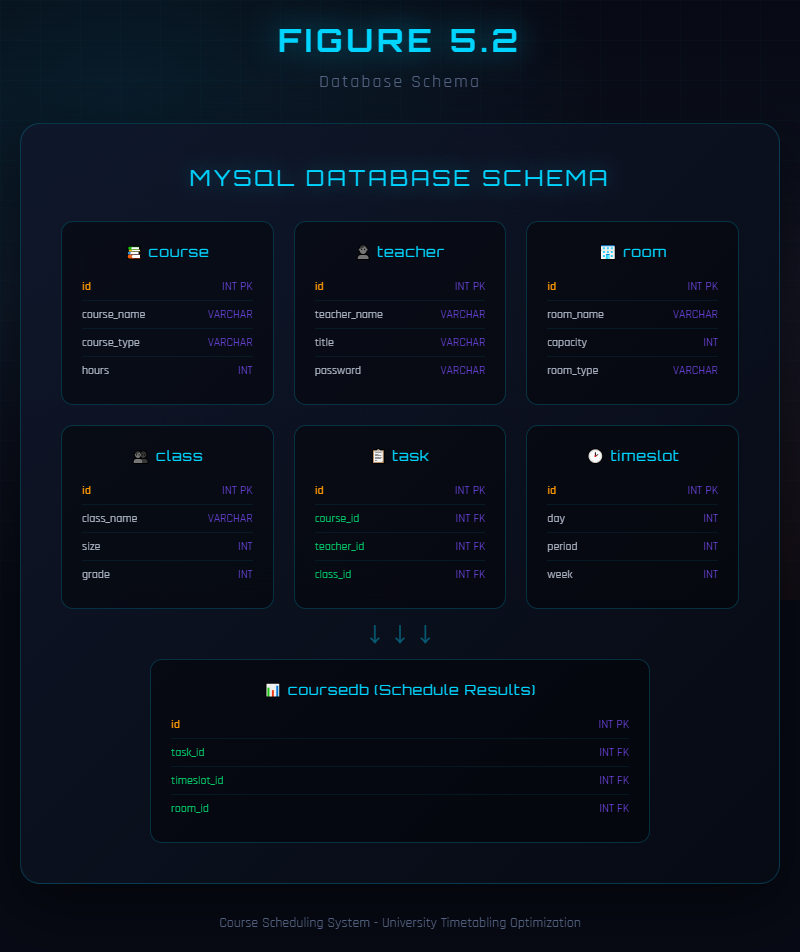 FIGURE 5.2
Database Schema
MYSQL DATABASE SCHEMA
course
id INT PK
course_name VARCHAR
course_type VARCHAR
hours INT
teacher
id INT PK
teacher_name VARCHAR
title VARCHAR
password VARCHAR
room
id INT PK
room_name VARCHAR
capacity INT
room_type VARCHAR
class
id INT PK
class_name VARCHAR
size INT
grade INT
task
id INT PK
course_id INT FK
teacher_id INT FK
class_id INT FK
timeslot
id INT PK
day INT
period INT
week INT
↓ ↓ ↓
coursedb (Schedule Results)
id INT PK
task_id INT FK
timeslot_id INT FK
room_id INT FK
Course Scheduling System - University Timetabling Optimization